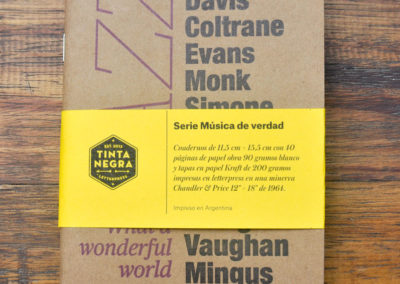 JAZZ
Davis
Coltrane
Evans
Monk
Simone
EST. 2012
TINTA
NEGRA
LETTERPRESS
Serie Música de verdad
Cuadernos de 11,5 cm · 15,5 cm con 40
páginas de papel obra 90 gramos blanco
y tapas en papel Kraft de 200 gramos
impresas en letterpress en una minerva
Chandler & Price 12" · 18" de 1964.
Impreso en Argentina
What a
wonderful
world
Vaughan
Mingus